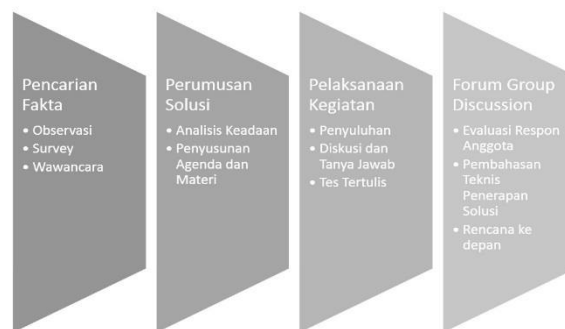 Pencarian
Fakta
• Observasi
• Survey
• Wawancara
Perumusan
Solusi
• Analisis Keadaan
• Penyusunan
Agenda dan
Materi
Pelaksanaan
Kegiatan
• Penyuluhan
• Diskusi dan
Tanya Jawab
• Tes Tertulis
Forum Group
Discussion
• Evaluasi Respon
Anggota
• Pembahasan
Teknis
Penerapan
Solusi
• Rencana ke
depan